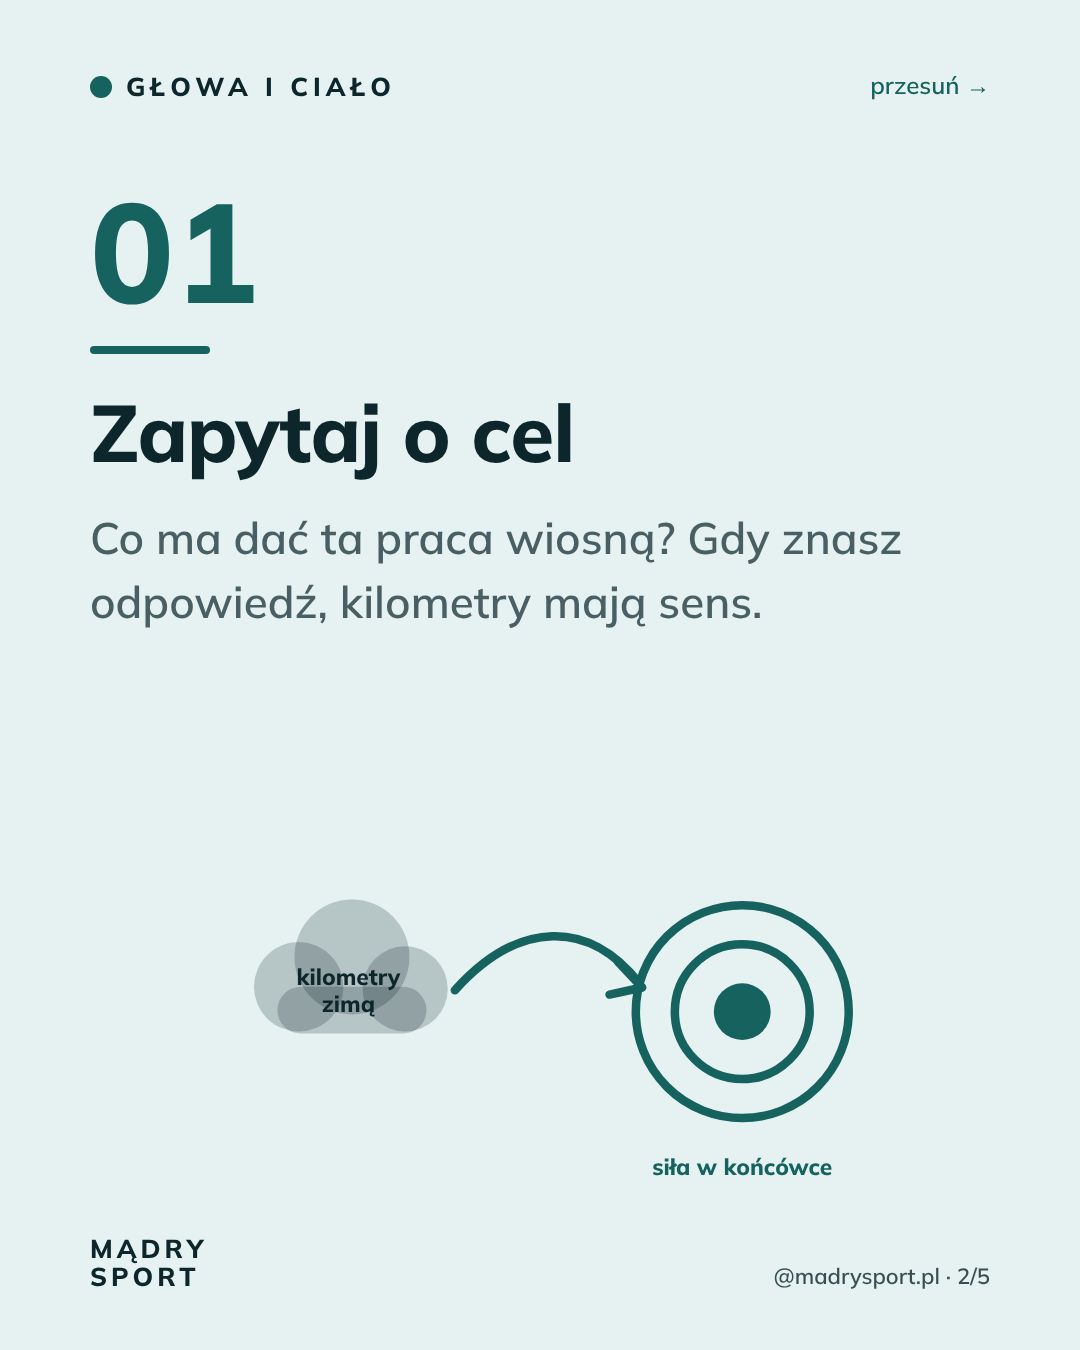 GŁOWA I CIAŁO
przesuń →
01
Zapytaj o cel
Co ma dać ta praca wiosną? Gdy znasz
odpowiedź, kilometry mają sens.
kilometry
zimą
siła w końcówce
MĄDRY
SPORT
@madrysport.pl · 2/5